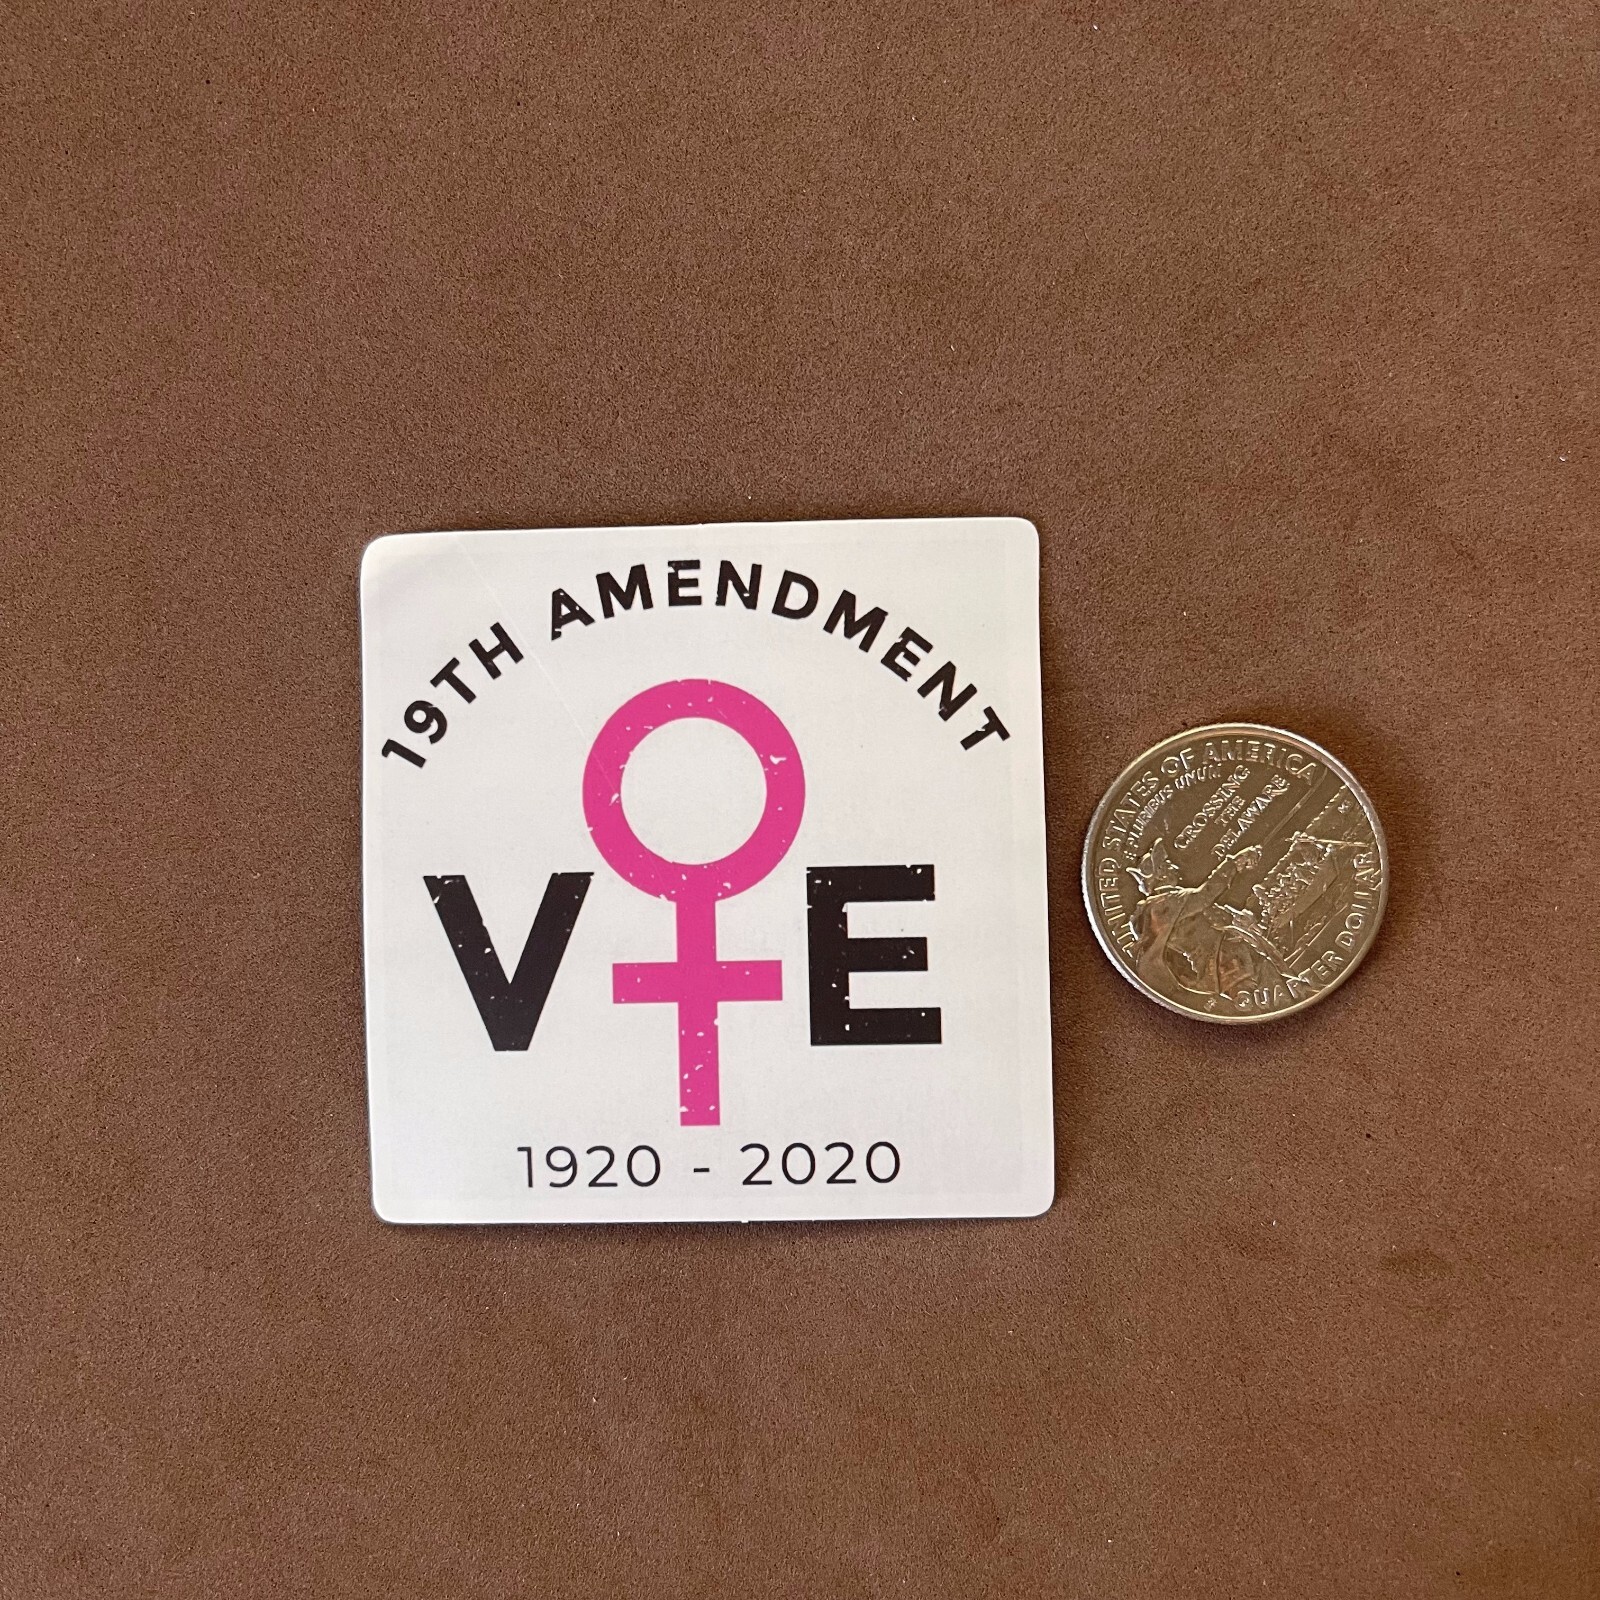 19TH AMENDMENT
V♀E
1920 - 2020
UNITED STATES OF AMERICA
E PLURIBUS UNUM
CROSSING
THE
DELAWARE
QUARTER DOLLAR